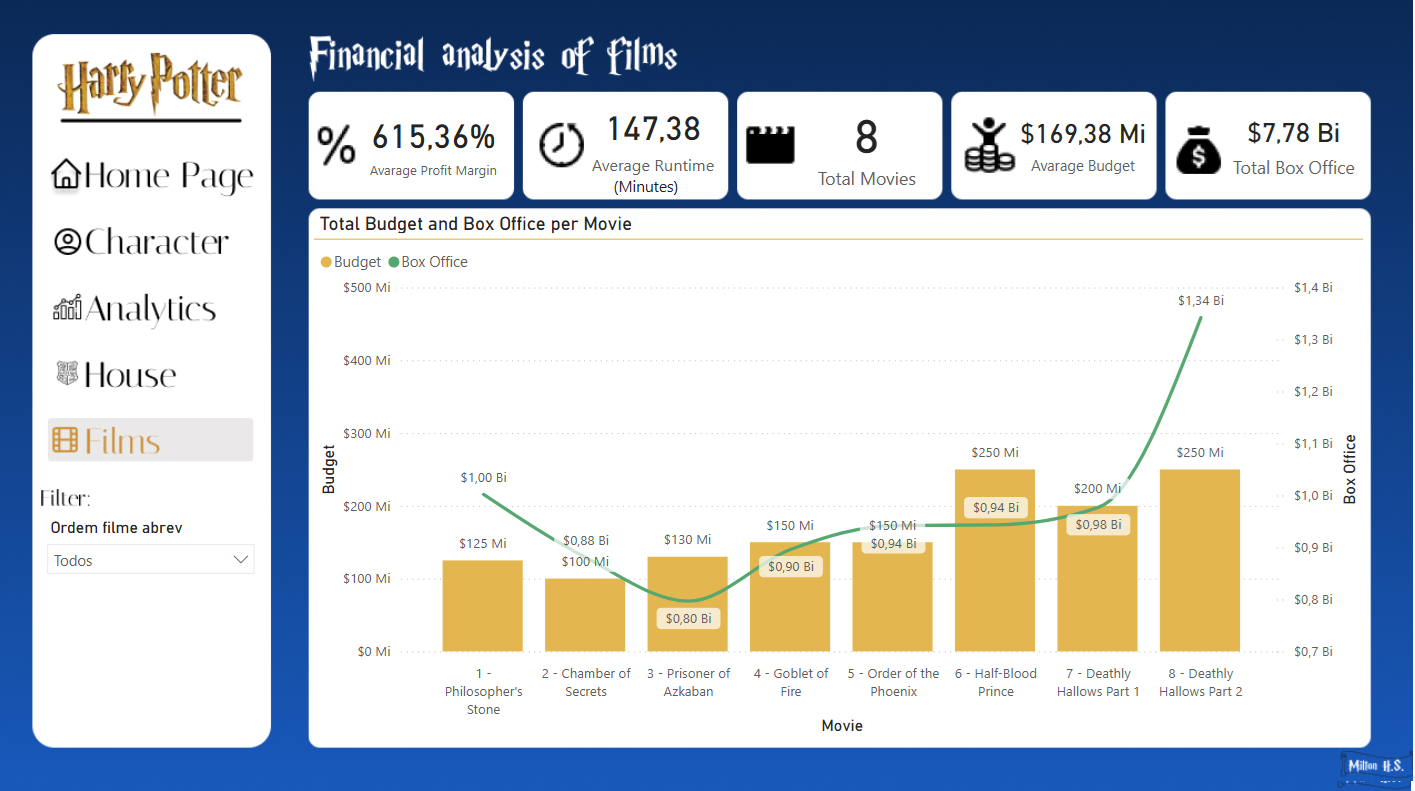 Harry Potter
Home Page
Character
Analytics
House
Films
Filter:
Ordem filme abrev
Todos
Financial analysis of films
%
615,36%
Avarage Profit Margin
147,38
Average Runtime
(Minutes)
8
Total Movies
$
$169,38 Mi
Avarage Budget
$7,78 Bi
Total Box Office
Total Budget and Box Office per Movie
Budget
Box Office
$500 Mi
$400 Mi
$300 Mi
$200 Mi
$100 Mi
$0 Mi
Budget
$1,4 Bi
$1,3 Bi
$1,2 Bi
$1,1 Bi
$1,0 Bi
$0,9 Bi
$0,8 Bi
$0,7 Bi
Box Office
$1,00 Bi
$0,88 Bi
$0,80 Bi
$0,90 Bi
$0,94 Bi
$0,94 Bi
$0,98 Bi
$1,34 Bi
$125 Mi
$100 Mi
$130 Mi
$150 Mi
$150 Mi
$250 Mi
$200 Mi
$250 Mi
1 -
Philosopher's
Stone
2 - Chamber of
Secrets
3 - Prisoner of
Azkaban
4 - Goblet of
Fire
5 - Order of the
Phoenix
6 - Half-Blood
Prince
7 - Deathly
Hallows Part 1
8 - Deathly
Hallows Part 2
Movie
Milton H.S.